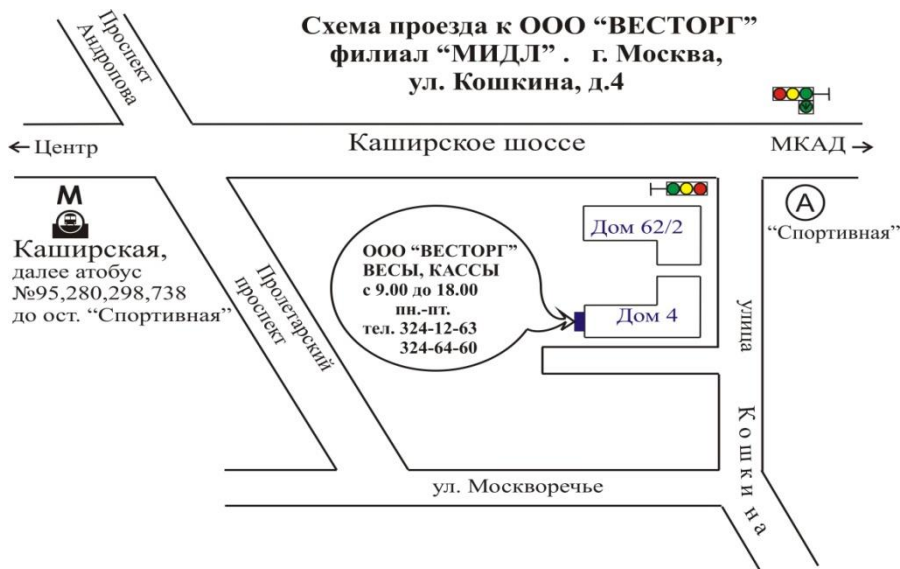 Схема проезда к ООО “ВЕСТОРГ”
филиал “МИДЛ” . г. Москва,
ул. Кошкина, д.4
Проспект
Андропова
← Центр
Каширское шоссе
МКАД →
М
Каширская,
далее атобус
№95,280,298,738
до ост. “Спортивная”
Пролетарский
проспект
ООО “ВЕСТОРГ”
ВЕСЫ, КАССЫ
с 9.00 до 18.00
пн.-пт.
тел. 324-12-63
324-64-60
Дом 62/2
Дом 4
А
“Спортивная”
улица Кошкина
ул. Москворечье